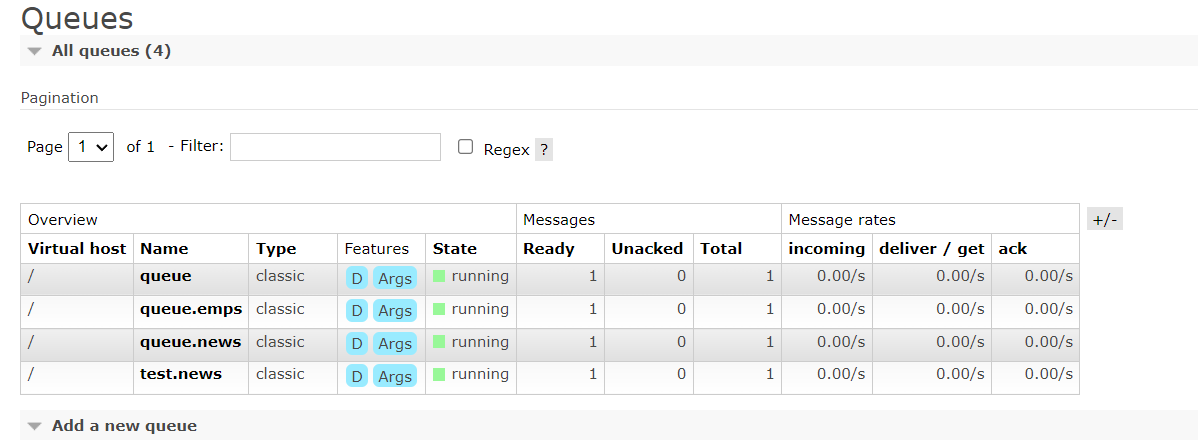 Queues
All queues (4)
Pagination
Page 1 of 1 - Filter: Regex ?
Overview Messages Message rates +/-
Virtual host Name Type Features State Ready Unacked Total incoming deliver / get ack
/ queue classic D Args running 1 0 1 0.00/s 0.00/s 0.00/s
/ queue.emps classic D Args running 1 0 1 0.00/s 0.00/s 0.00/s
/ queue.news classic D Args running 1 0 1 0.00/s 0.00/s 0.00/s
/ test.news classic D Args running 1 0 1 0.00/s 0.00/s 0.00/s
Add a new queue